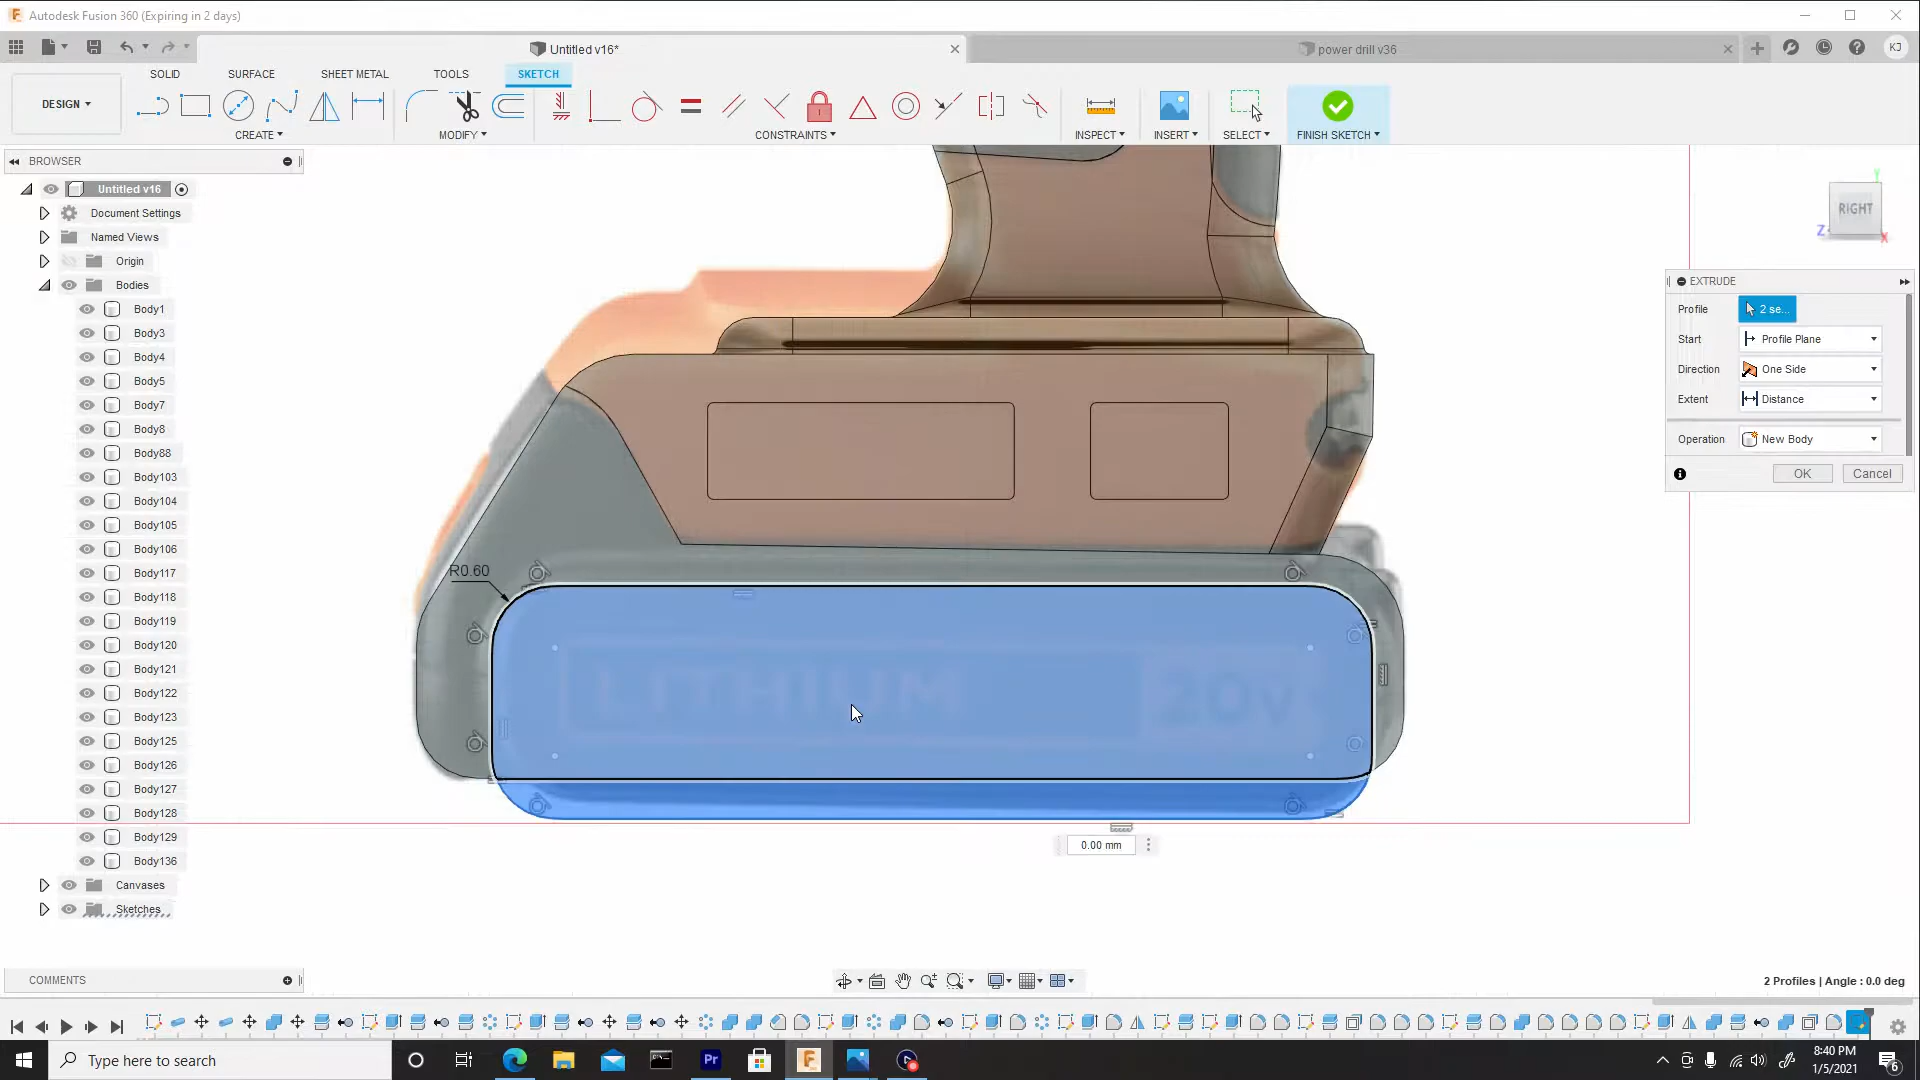 Autodesk Fusion 360 (Expiring in 2 days)
Untitled v16*
power drill v36
KJ
SOLID
SURFACE
SHEET METAL
TOOLS
SKETCH
DESIGN
CREATE
MODIFY
CONSTRAINTS
INSPECT
INSERT
SELECT
FINISH SKETCH
BROWSER
Untitled v16
Document Settings
Named Views
Origin
Bodies
Body1
Body3
Body4
Body5
Body7
Body8
Body88
Body103
Body104
Body105
Body106
Body117
Body118
Body119
Body120
Body121
Body122
Body123
Body125
Body126
Body127
Body128
Body129
Body136
Canvases
Sketches
COMMENTS
R0.60
LITHIUM 20v
0.00 mm
Y
RIGHT
Z
X
EXTRUDE
Profile 2 se...
Start Profile Plane
Direction One Side
Extent Distance
Operation New Body
OK Cancel
2 Profiles | Angle : 0.0 deg
Type here to search
Pr
F
8:40 PM
1/5/2021
6